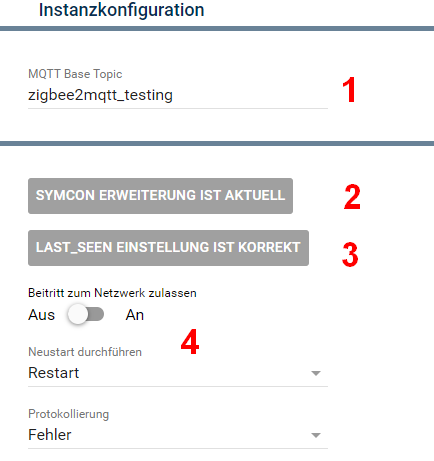 Instanzkonfiguration
MQTT Base Topic
zigbee2mqtt_testing
1
SYMCON ERWEITERUNG IST AKTUELL
2
LAST_SEEN EINSTELLUNG IST KORREKT
3
Beitritt zum Netzwerk zulassen
Aus An
4
Neustart durchführen
Restart
Protokollierung
Fehler